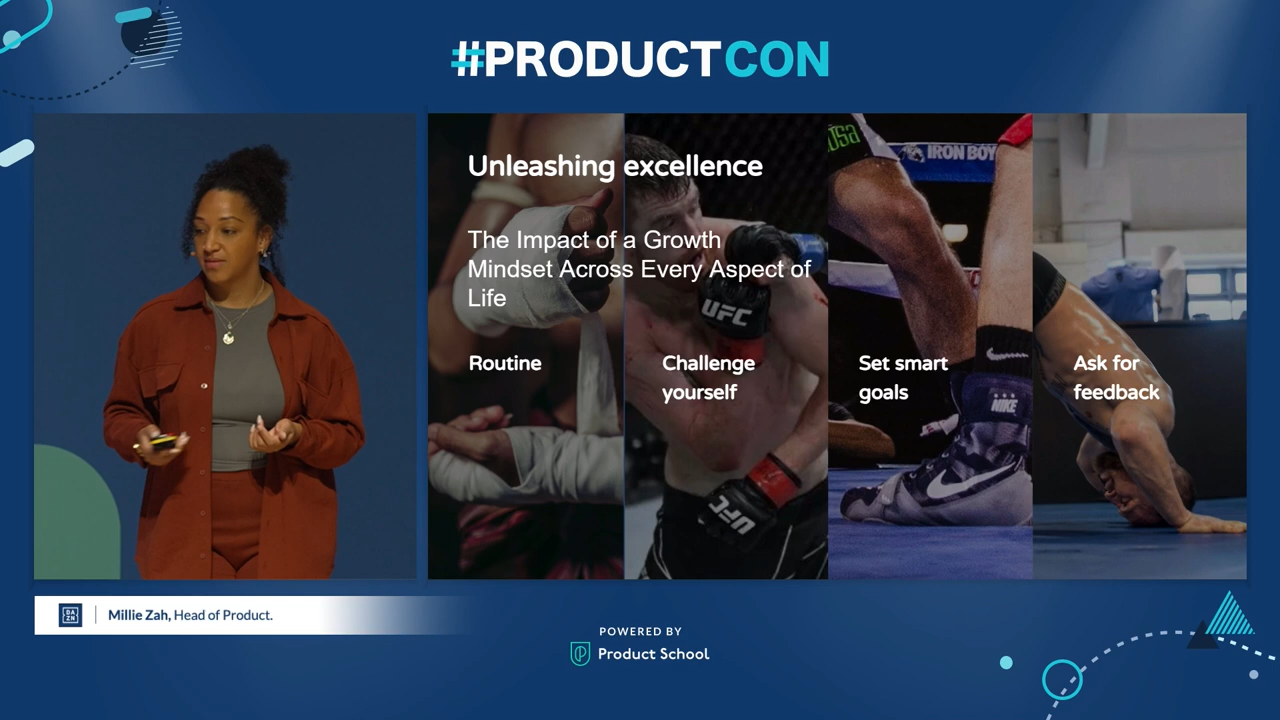 #PRODUCTCON
Unleashing excellence
The Impact of a Growth
Mindset Across Every Aspect of
Life
Routine
Challenge
yourself
Set smart
goals
Ask for
feedback
IRON BOY
UFC
UFC
NIKE
DAZN
Millie Zah, Head of Product.
POWERED BY
Product School